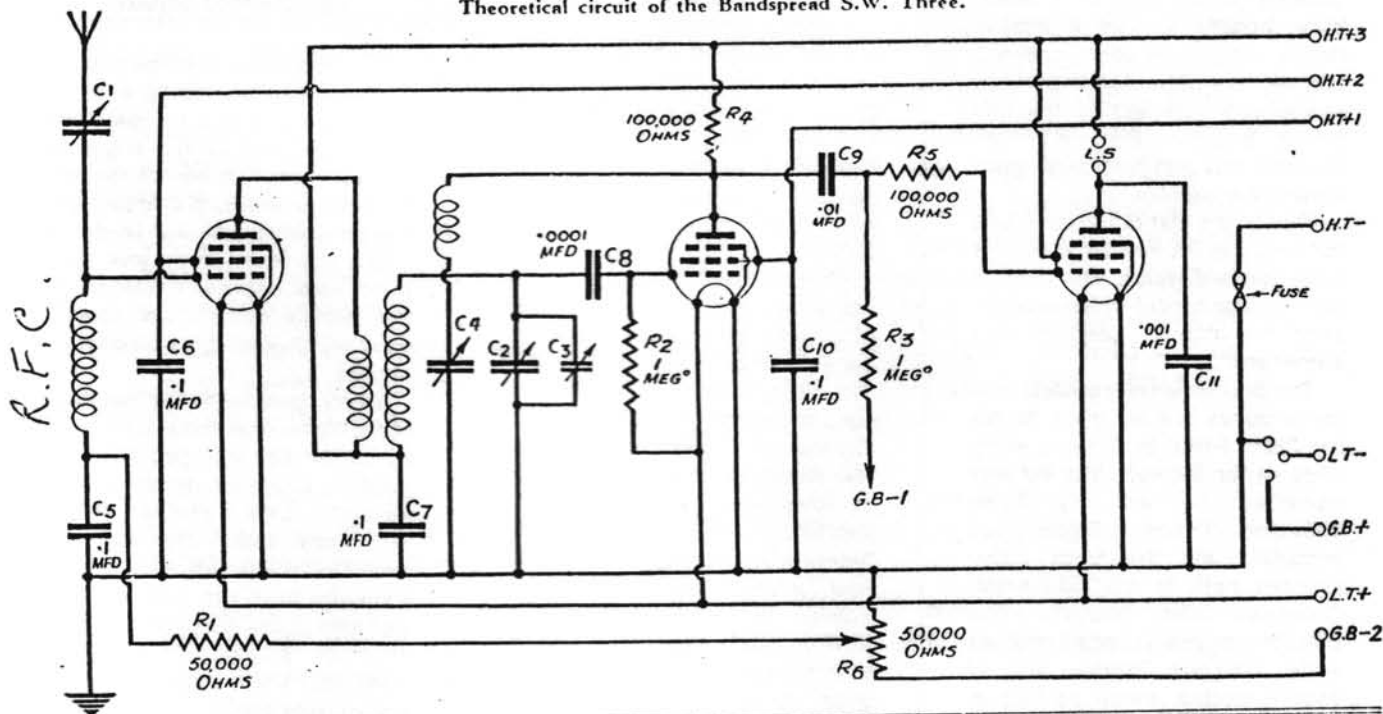 Theoretical circuit of the Bandspread S.W. Three.
H.T.+3
H.T.+2
H.T+1
C1
100,000
OHMS
R4
L.S
C9
.01
MFD
R5
100,000
OHMS
H.T-
.0001
MFD
C8
FUSE
R.F.C.
C6
.1
MFD
C4
C2
C3
R2
1
MEGO
C10
.1
MFD
R3
1
MEGO
.001
MFD
C11
G.B-1
L.T-
C5
.1
MFD
C7
.1
MFD
G.B.+
L.T.+
R1
50,000
OHMS
50,000
OHMS
R6
G.B-2